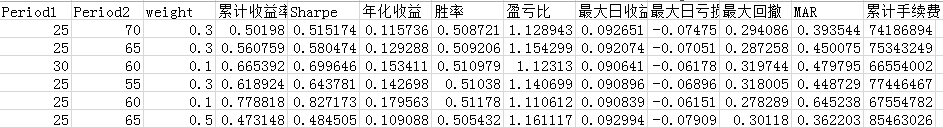 Period1 Period2 weight 累计收益率 Sharpe 年化收益 胜率 盈亏比 最大日收益 最大日亏损 最大回撤 MAR 累计手续费
25 70 0.3 0.50198 0.515174 0.115736 0.508721 1.128943 0.092651 -0.07475 0.294086 0.393544 74186894
25 65 0.3 0.560759 0.580474 0.129288 0.509206 1.154299 0.092074 -0.07051 0.287258 0.450075 75343249
30 60 0.1 0.665392 0.699646 0.153411 0.510979 1.12313 0.090641 -0.06178 0.319744 0.479795 66554002
25 55 0.3 0.618924 0.643781 0.142698 0.51038 1.140699 0.090896 -0.06896 0.318005 0.448729 77446467
25 60 0.1 0.778818 0.827173 0.179563 0.51178 1.110612 0.090839 -0.06151 0.278289 0.645238 67554782
25 65 0.5 0.473148 0.484505 0.109088 0.505432 1.161117 0.092994 -0.07909 0.30118 0.362203 85463026